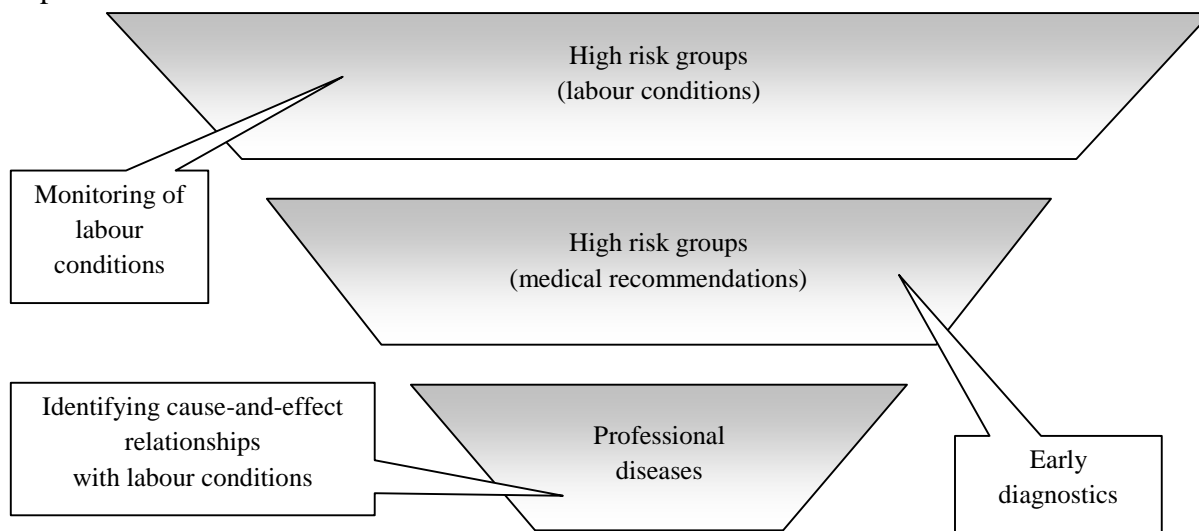 High risk groups
(labour conditions)
Monitoring of
labour
conditions
High risk groups
(medical recommendations)
Identifying cause-and-effect
relationships
with labour conditions
Professional
diseases
Early
diagnostics